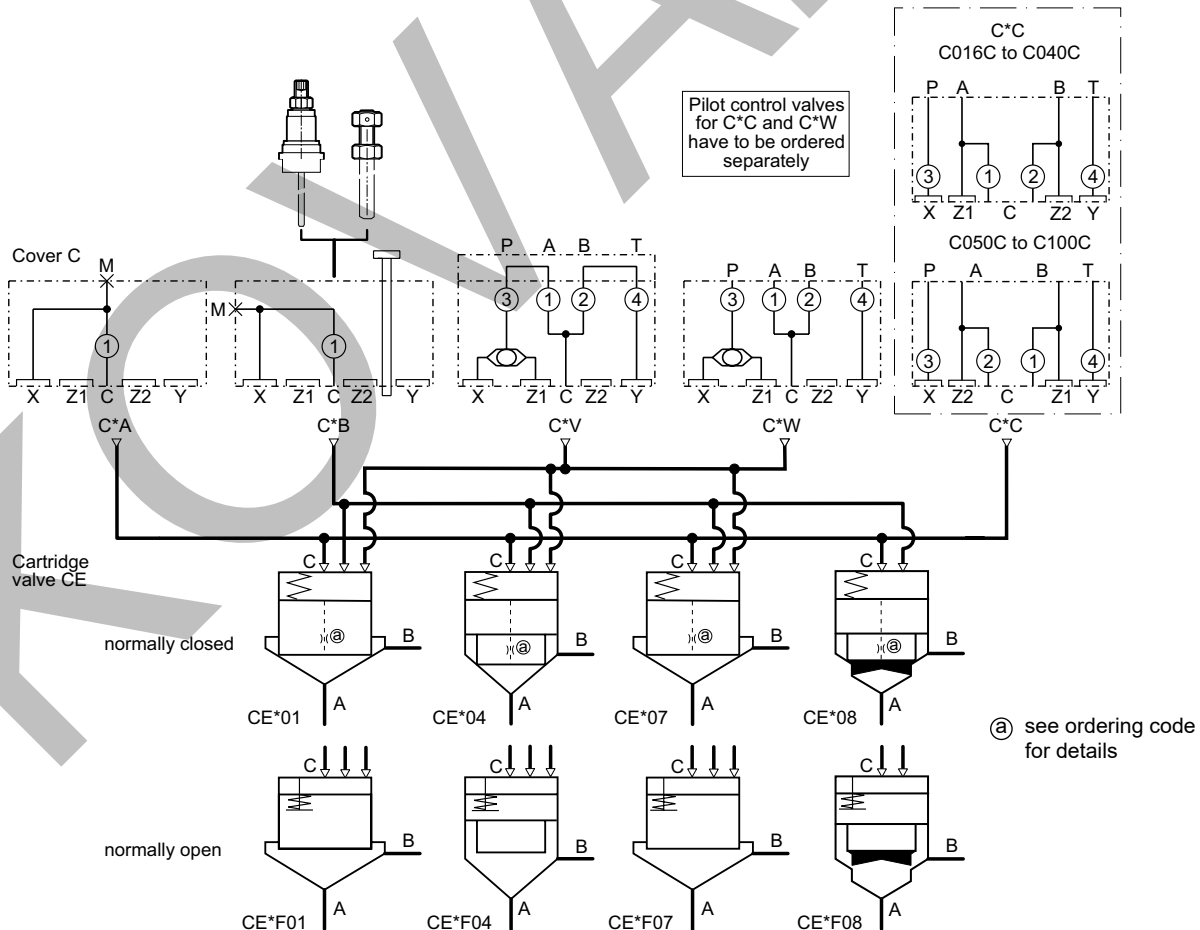 C*C
C016C to C040C
P A B T
3 1 2 4
X Z1 C Z2 Y
C050C to C100C
P A B T
3 2 1 4
X Z2 C Z1 Y
C*C
Pilot control valves
for C*C and C*W
have to be ordered
separately
Cover C
M
1
X Z1 C Z2 Y
C*A
M
1
X Z1 C Z2 Y
C*B
P A B T
3 1 2 4
X Z1 C Z2 Y
C*V
P A B T
3 1 2 4
X Z1 C Z2 Y
C*W
Cartridge
valve CE
normally closed
C
a
B
A
CE*01
C
a
B
A
CE*04
C
a
B
A
CE*07
C
a
B
A
CE*08
a see ordering code
for details
normally open
C
B
A
CE*F01
C
B
A
CE*F04
C
B
A
CE*F07
C
B
A
CE*F08